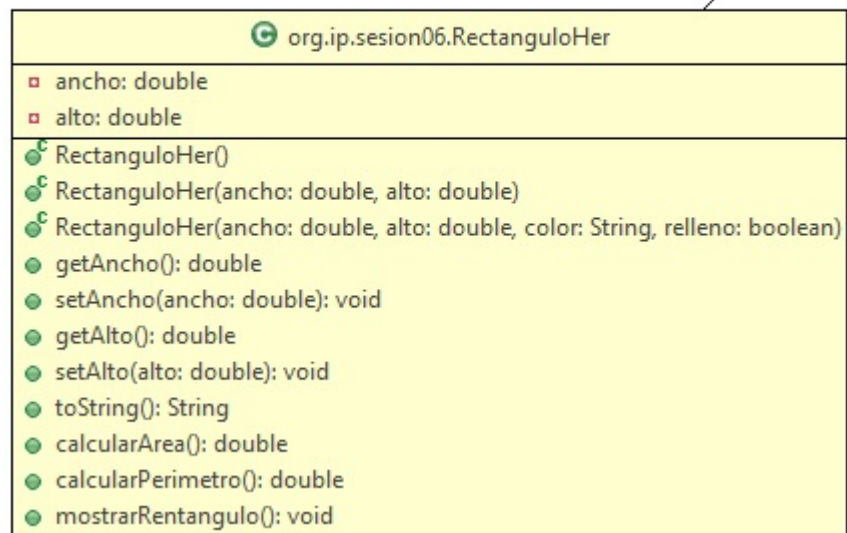 C org.ip.sesion06.RectanguloHer
ancho: double
alto: double
C RectanguloHer()
C RectanguloHer(ancho: double, alto: double)
C RectanguloHer(ancho: double, alto: double, color: String, relleno: boolean)
getAncho(): double
setAncho(ancho: double): void
getAlto(): double
setAlto(alto: double): void
toString(): String
calcularArea(): double
calcularPerimetro(): double
mostrarRentangulo(): void